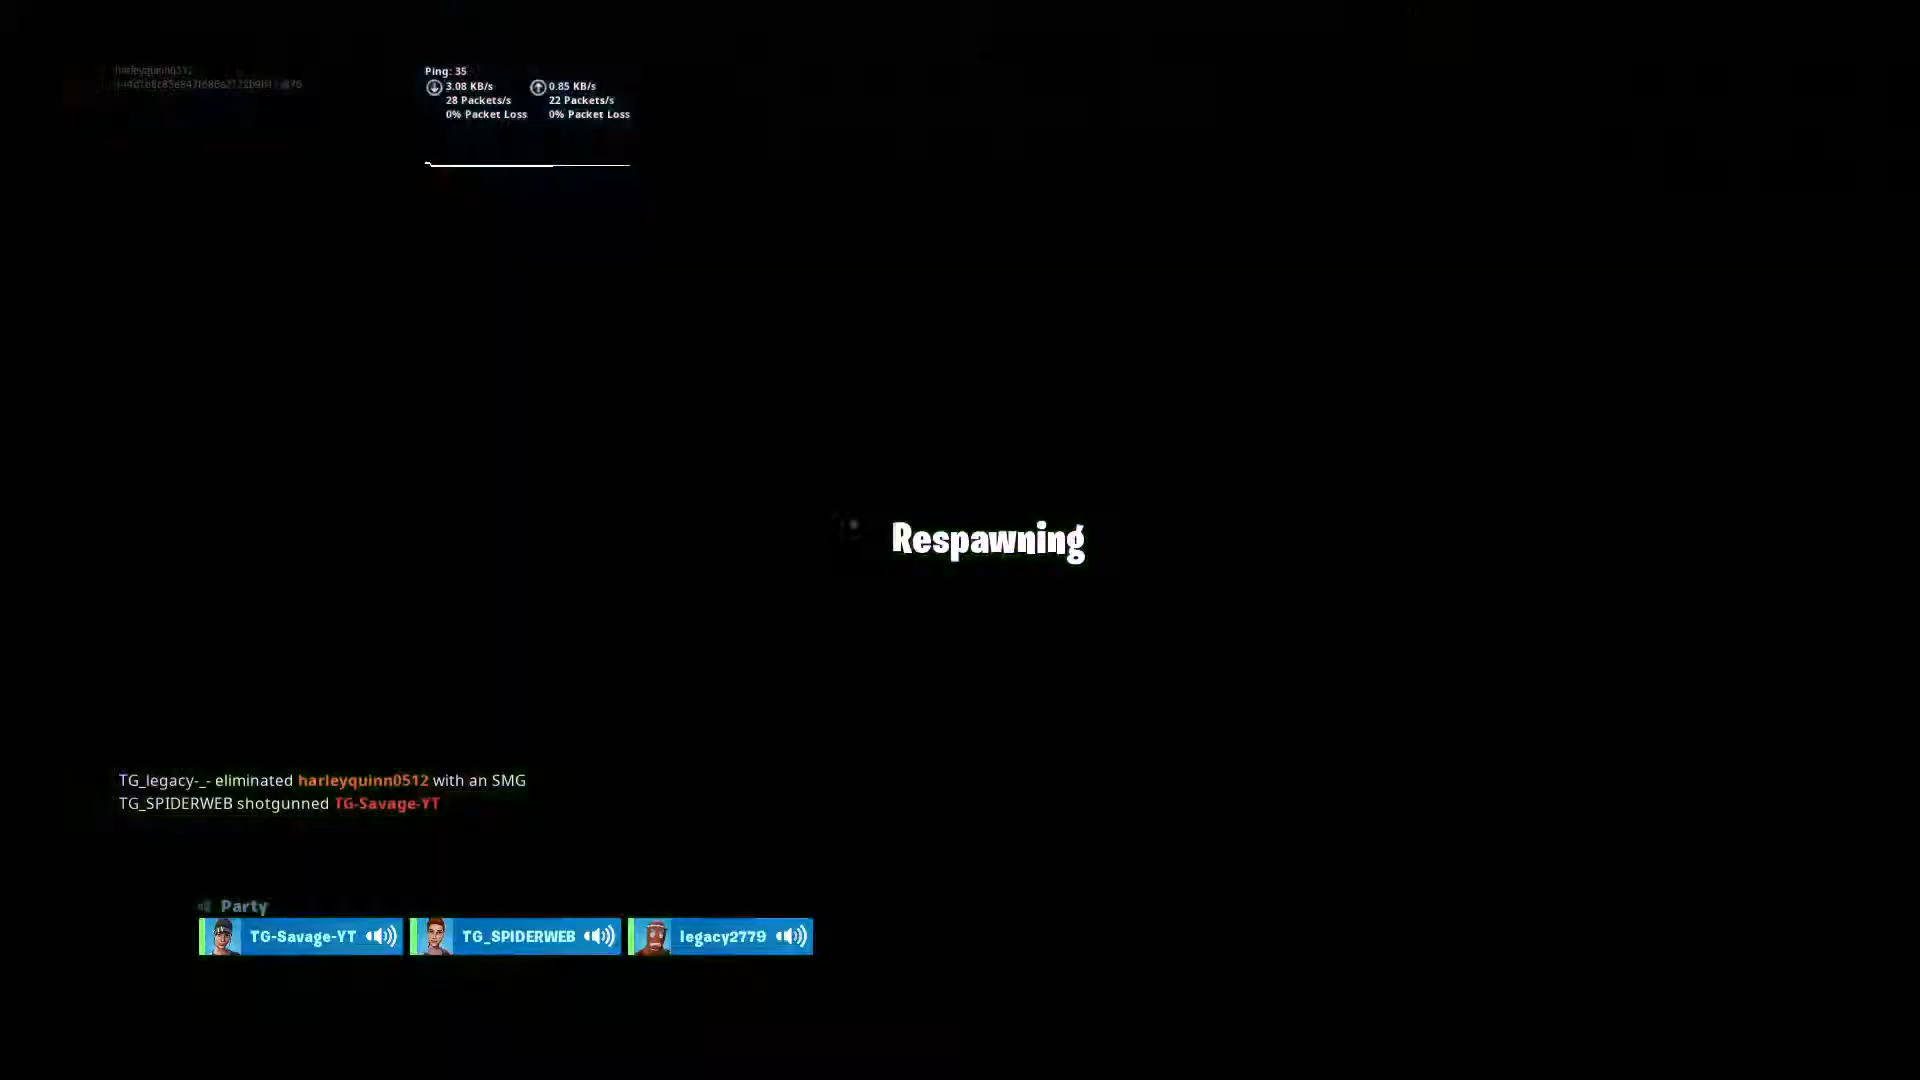 harleyquinn0512
Ping: 35
3.08 KB/s 0.85 KB/s
28 Packets/s 22 Packets/s
0% Packet Loss 0% Packet Loss
Respawning
TG_legacy-_- eliminated harleyquinn0512 with an SMG
TG_SPIDERWEB shotgunned TG-Savage-YT
Party
TG-Savage-YT TG_SPIDERWEB legacy2779